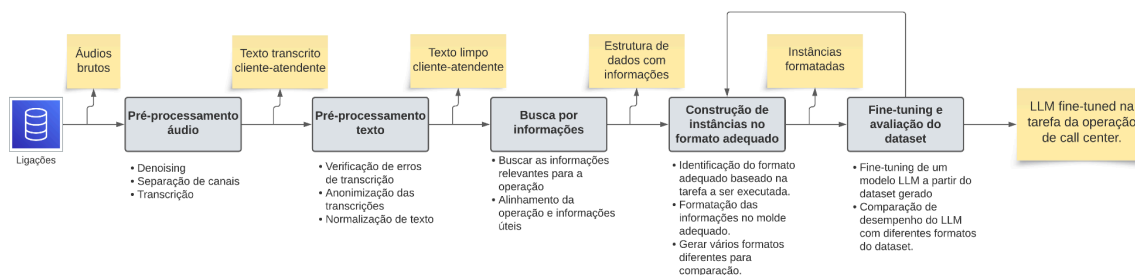 Ligações
Áudios
brutos
Pré-processamento
áudio
• Denoising
• Separação de canais
• Transcrição
Texto transcrito
cliente-atendente
Pré-processamento
texto
• Verificação de erros
de transcrição
• Anonimização das
transcrições
• Normalização de texto
Texto limpo
cliente-atendente
Busca por
informações
• Buscar as informações
relevantes para a
operação
• Alinhamento da
operação e informações
úteis
Estrutura de
dados com
informações
Construção de
instâncias no
formato adequado
• Identificação do formato
adequado baseado na
tarefa a ser executada.
• Formatação das
informações no molde
adequado.
• Gerar vários formatos
diferentes para
comparação.
Instâncias
formatadas
Fine-tuning e
avaliação do
dataset
• Fine-tuning de um
modelo LLM a partir do
dataset gerado
• Comparação de
desempenho do LLM
com diferentes formatos
do dataset.
LLM fine-tuned na
tarefa da operação
de call center.